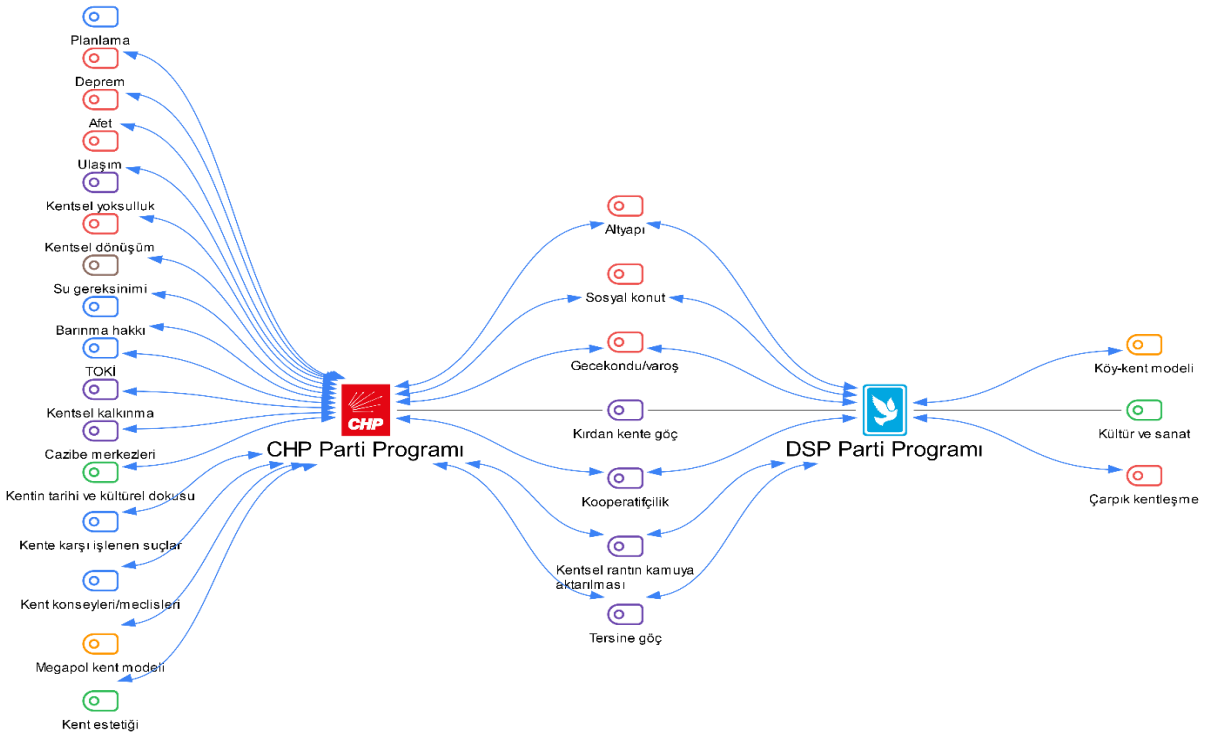 Planlama
Deprem
Afet
Ulaşım
Kentsel yoksulluk
Kentsel dönüşüm
Su gereksinimi
Barınma hakkı
TOKİ
Kentsel kalkınma
Cazibe merkezleri
Kentin tarihi ve kültürel dokusu
Kente karşı işlenen suçlar
Kent konseyleri/meclisleri
Megapol kent modeli
Kent estetiği
CHP
CHP Parti Programı
Altyapı
Sosyal konut
Gecekondu/varoş
Kırdan kente göç
Kooperatifçilik
Kentsel rantın kamuya
aktarılması
Tersine göç
DSP Parti Programı
Köy-kent modeli
Kültür ve sanat
Çarpık kentleşme